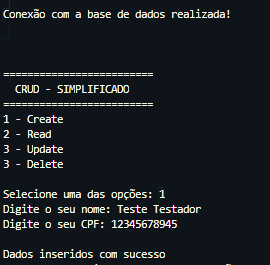 Conexão com a base de dados realizada!
=========================
CRUD - SIMPLIFICADO
=========================
1 - Create
2 - Read
3 - Update
3 - Delete
Selecione uma das opções: 1
Digite o seu nome: Teste Testador
Digite o seu CPF: 12345678945
Dados inseridos com sucesso